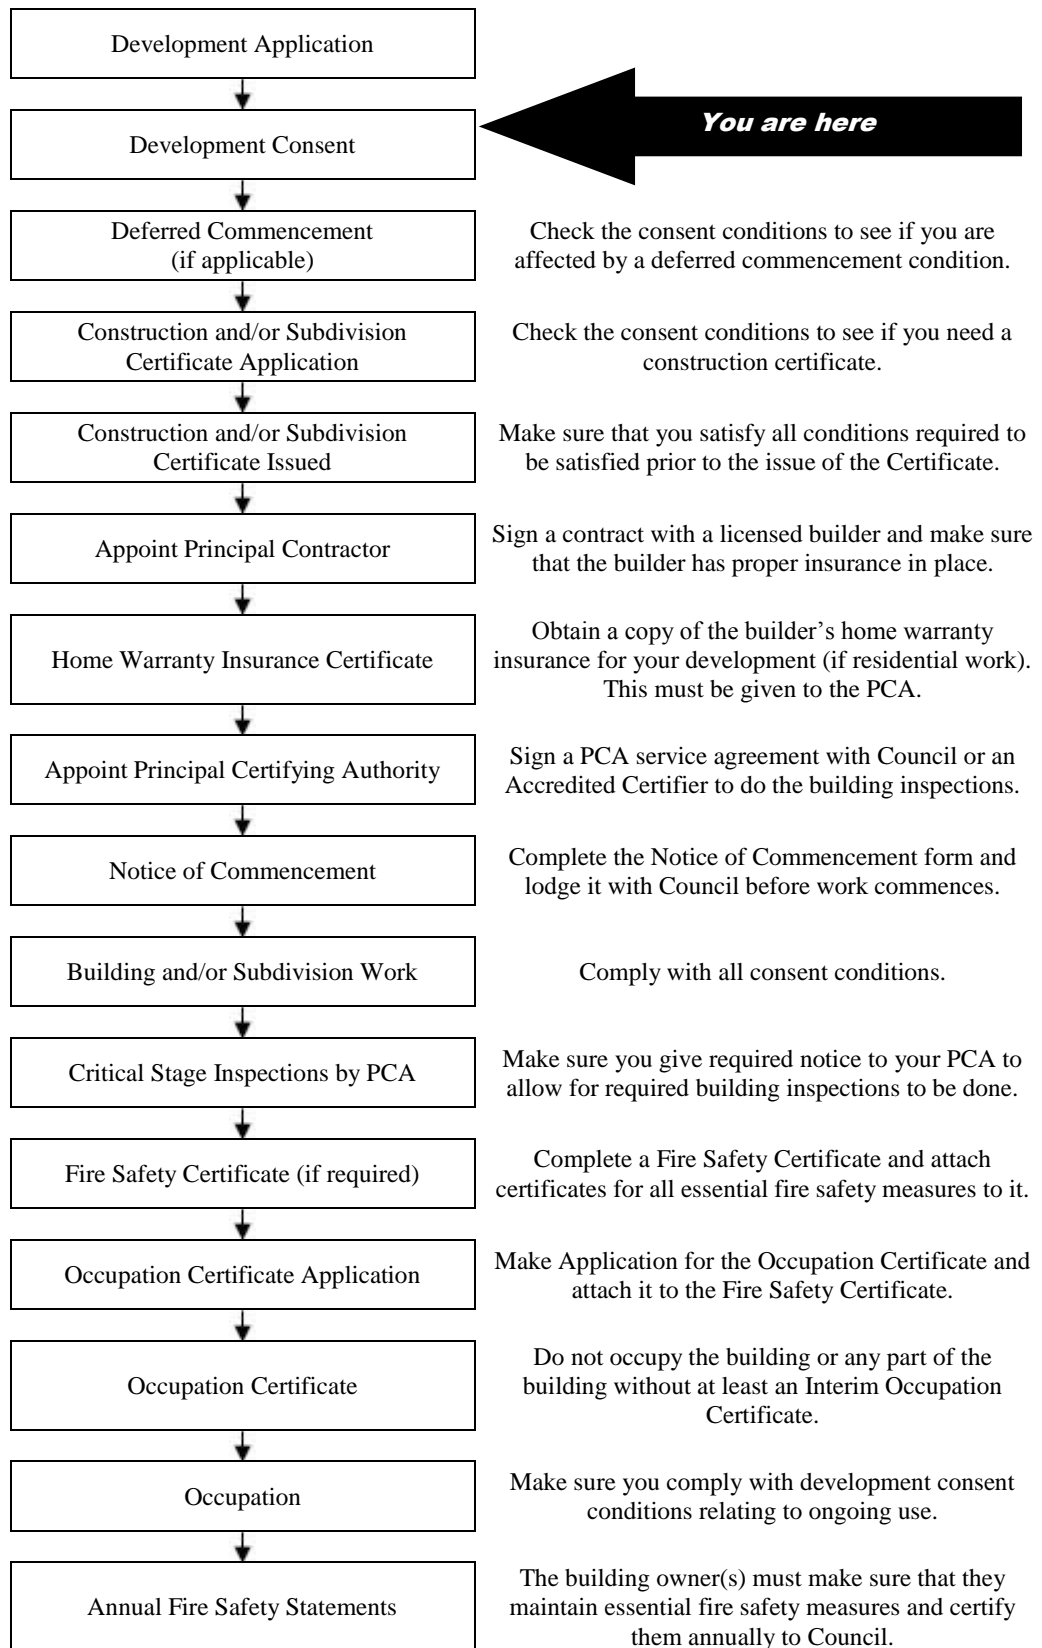 Development Application
You are here
Development Consent
Deferred Commencement
(if applicable)
Check the consent conditions to see if you are
affected by a deferred commencement condition.
Construction and/or Subdivision
Certificate Application
Check the consent conditions to see if you need a
construction certificate.
Construction and/or Subdivision
Certificate Issued
Make sure that you satisfy all conditions required to
be satisfied prior to the issue of the Certificate.
Appoint Principal Contractor
Sign a contract with a licensed builder and make sure
that the builder has proper insurance in place.
Home Warranty Insurance Certificate
Obtain a copy of the builder’s home warranty
insurance for your development (if residential work).
This must be given to the PCA.
Appoint Principal Certifying Authority
Sign a PCA service agreement with Council or an
Accredited Certifier to do the building inspections.
Notice of Commencement
Complete the Notice of Commencement form and
lodge it with Council before work commences.
Building and/or Subdivision Work
Comply with all consent conditions.
Critical Stage Inspections by PCA
Make sure you give required notice to your PCA to
allow for required building inspections to be done.
Fire Safety Certificate (if required)
Complete a Fire Safety Certificate and attach
certificates for all essential fire safety measures to it.
Occupation Certificate Application
Make Application for the Occupation Certificate and
attach it to the Fire Safety Certificate.
Occupation Certificate
Do not occupy the building or any part of the
building without at least an Interim Occupation
Certificate.
Occupation
Make sure you comply with development consent
conditions relating to ongoing use.
Annual Fire Safety Statements
The building owner(s) must make sure that they
maintain essential fire safety measures and certify
them annually to Council.